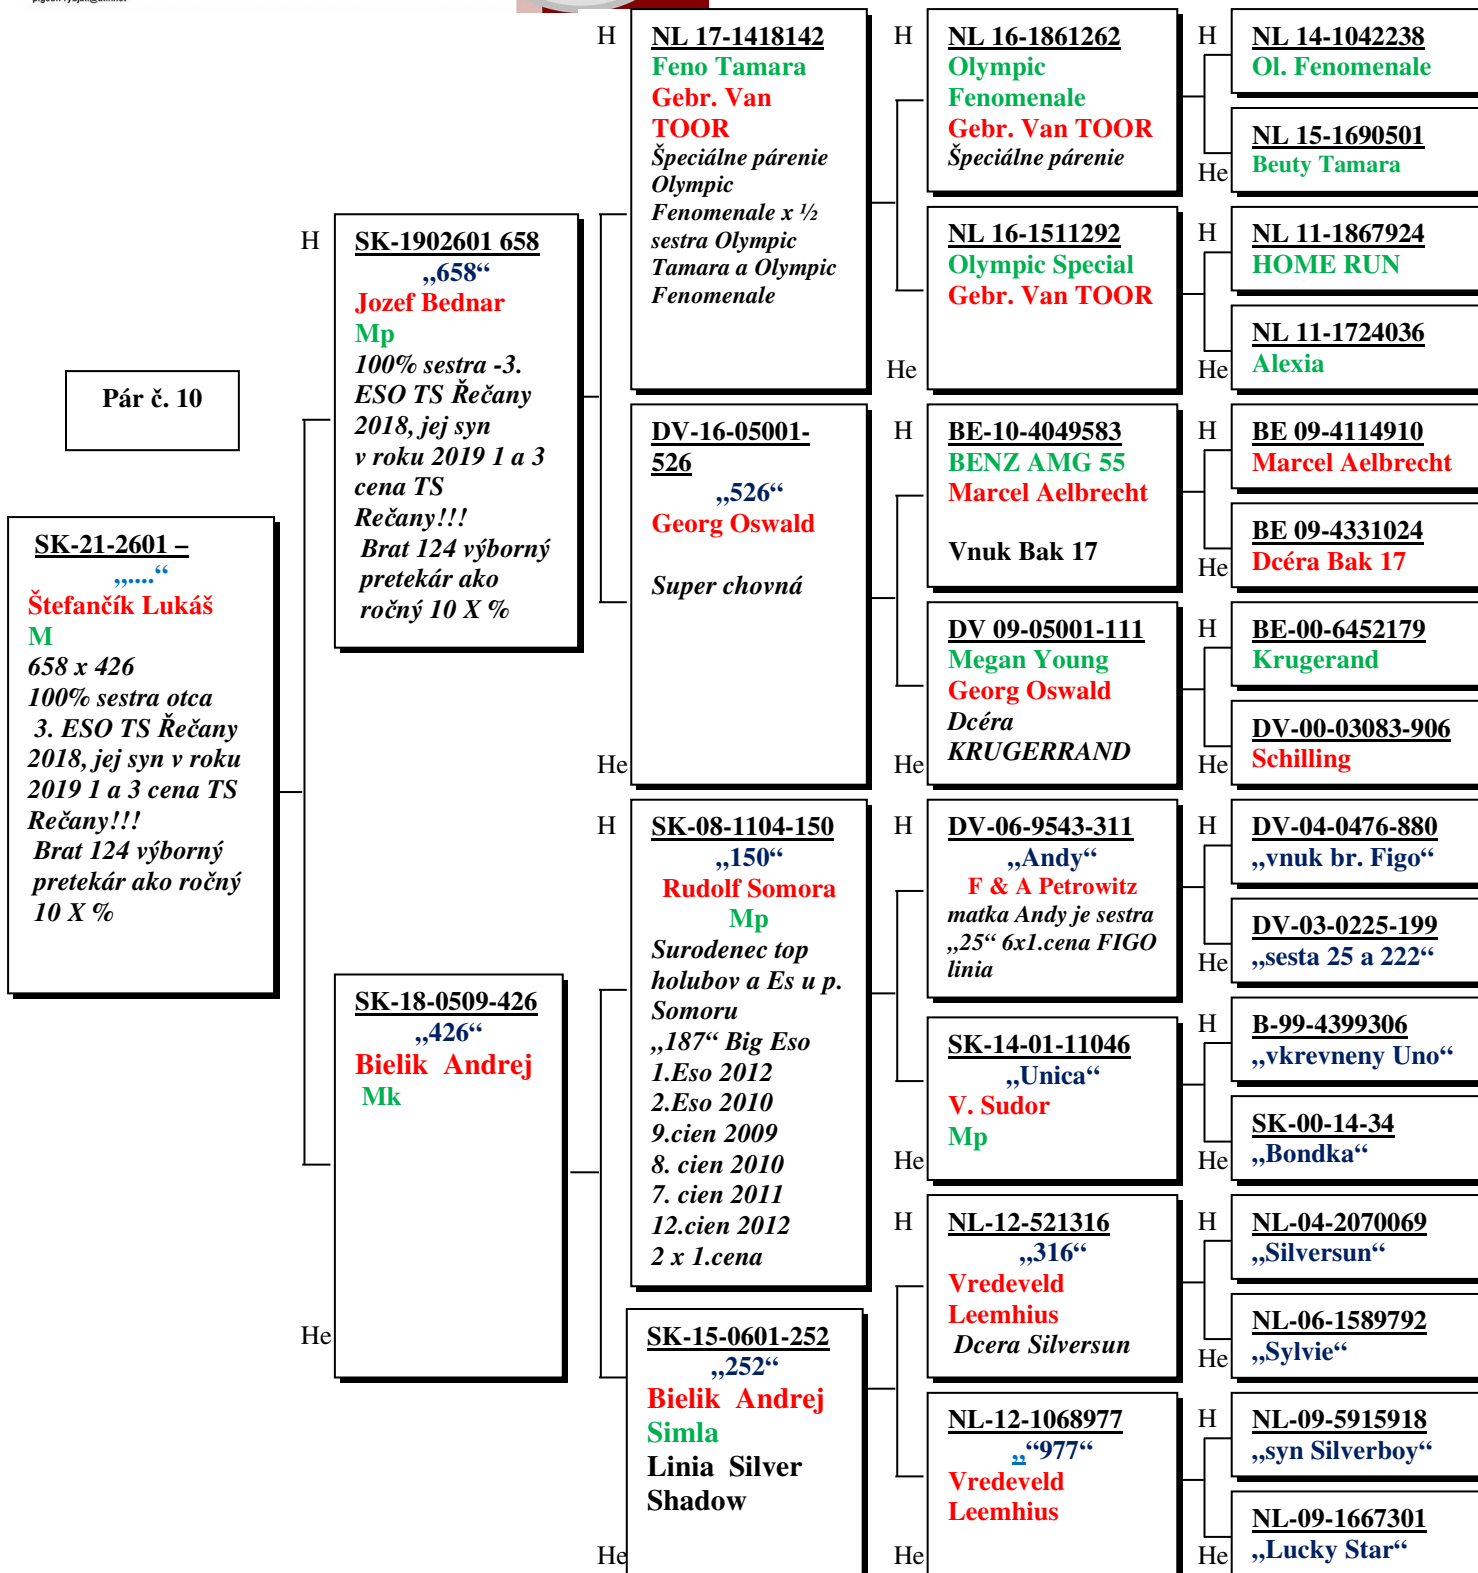 Pár č. 10
SK-21-2601 –
„....“
Štefančík Lukáš
M
658 x 426
100% sestra otca
3. ESO TS Řečany
2018, jej syn v roku
2019 1 a 3 cena TS
Rečany!!!
Brat 124 výborný
pretekár ako ročný
10 X %
H
SK-1902601 658
„658“
Jozef Bednar
Mp
100% sestra -3.
ESO TS Řečany
2018, jej syn
v roku 2019 1 a 3
cena TS
Rečany!!!
Brat 124 výborný
pretekár ako
ročný 10 X %
He
SK-18-0509-426
„426“
Bielik Andrej
Mk
H
NL 17-1418142
Feno Tamara
Gebr. Van
TOOR
Špeciálne párenie
Olympic
Fenomenale x ½
sestra Olympic
Tamara a Olympic
Fenomenale
He
DV-16-05001-
526
„526“
Georg Oswald
Super chovná
H
SK-08-1104-150
„150“
Rudolf Somora
Mp
Surodenec top
holubov a Es u p.
Somoru
„187“ Big Eso
1.Eso 2012
2.Eso 2010
9.cien 2009
8. cien 2010
7. cien 2011
12.cien 2012
2 x 1.cena
He
SK-15-0601-252
„252“
Bielik Andrej
Simla
Linia Silver
Shadow
H
NL 16-1861262
Olympic
Fenomenale
Gebr. Van TOOR
Špeciálne párenie
He
NL 16-1511292
Olympic Special
Gebr. Van TOOR
H
BE-10-4049583
BENZ AMG 55
Marcel Aelbrecht
Vnuk Bak 17
He
DV 09-05001-111
Megan Young
Georg Oswald
Dcéra
KRUGERRAND
H
DV-06-9543-311
„Andy“
F & A Petrowitz
matka Andy je sestra
„25“ 6x1.cena FIGO
linia
He
SK-14-01-11046
„Unica“
V. Sudor
Mp
H
NL-12-521316
„316“
Vredeveld
Leemhius
Dcera Silversun
He
NL-12-1068977
„“977“
Vredeveld
Leemhius
H
NL 14-1042238
Ol. Fenomenale
He
NL 15-1690501
Beuty Tamara
H
NL 11-1867924
HOME RUN
He
NL 11-1724036
Alexia
H
BE 09-4114910
Marcel Aelbrecht
He
BE 09-4331024
Dcéra Bak 17
H
BE-00-6452179
Krugerand
He
DV-00-03083-906
Schilling
H
DV-04-0476-880
„vnuk br. Figo“
He
DV-03-0225-199
„sesta 25 a 222“
H
B-99-4399306
„vkrevneny Uno“
He
SK-00-14-34
„Bondka“
H
NL-04-2070069
„Silversun“
He
NL-06-1589792
„Sylvie“
H
NL-09-5915918
„syn Silverboy“
He
NL-09-1667301
„Lucky Star“